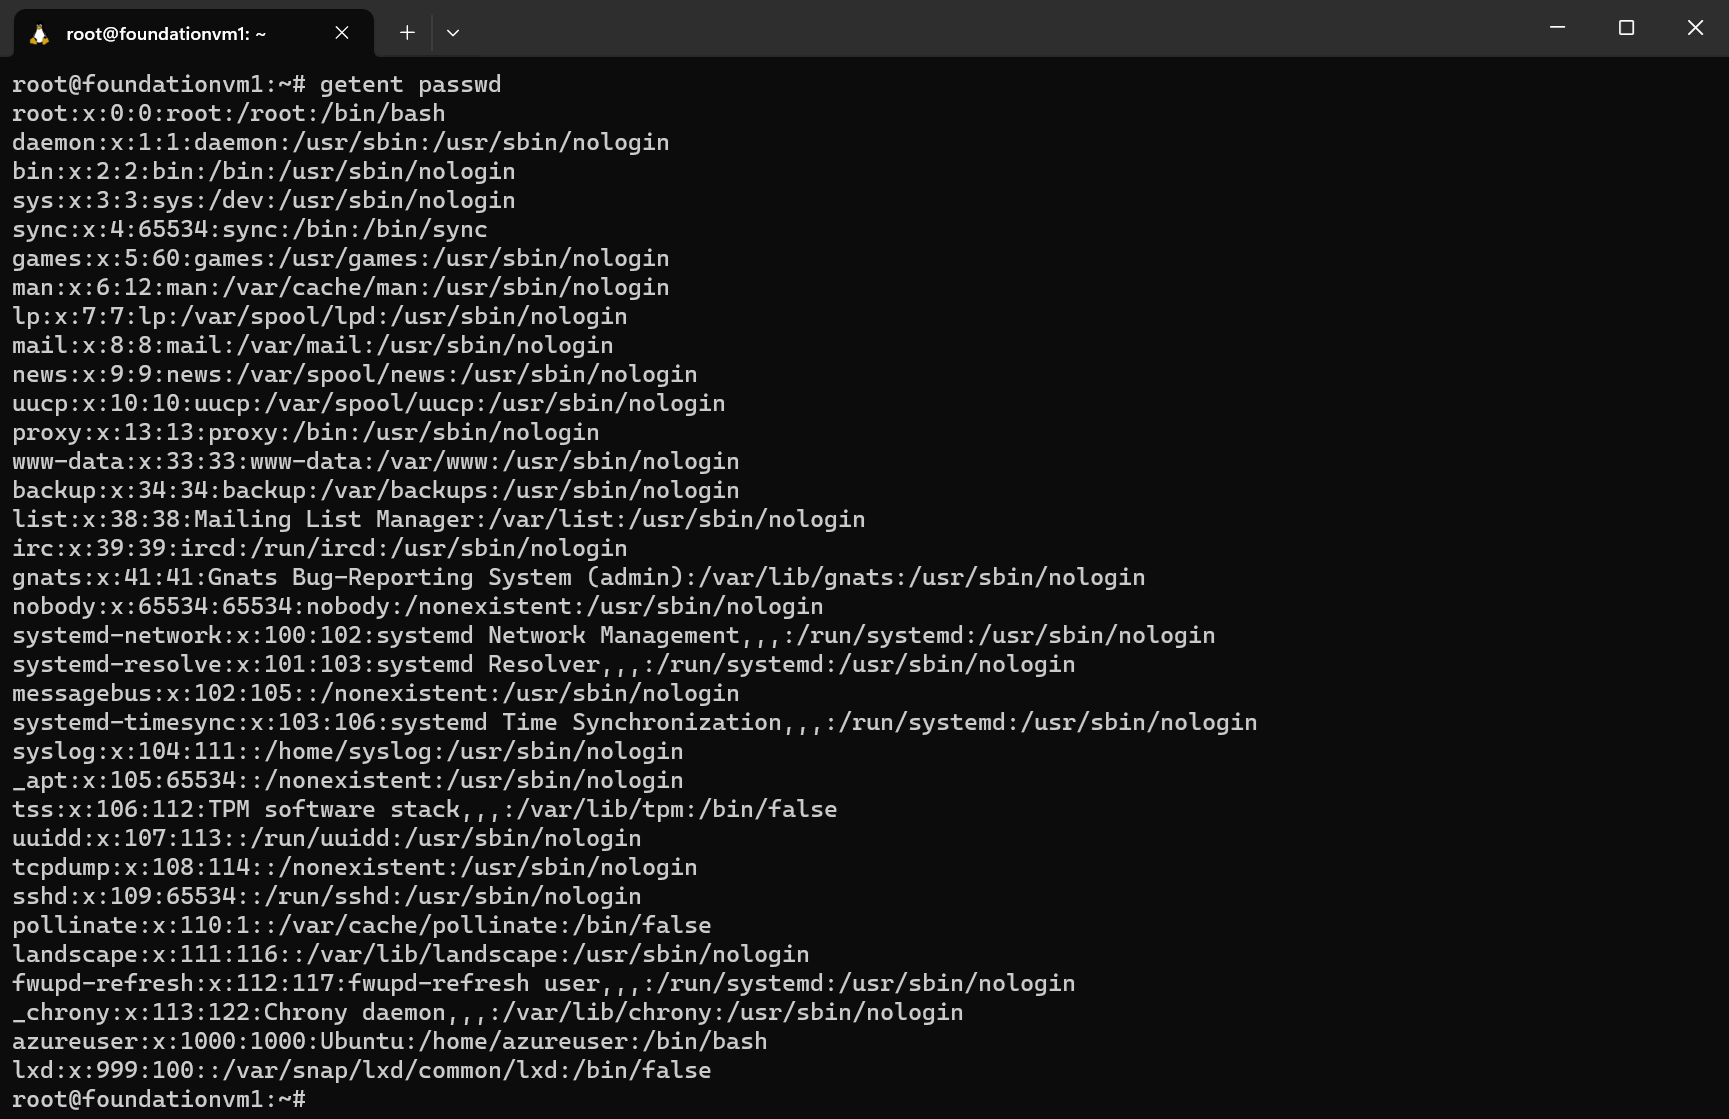 root@foundationvm1: ~
root@foundationvm1:~# getent passwd
root:x:0:0:root:/root:/bin/bash
daemon:x:1:1:daemon:/usr/sbin:/usr/sbin/nologin
bin:x:2:2:bin:/bin:/usr/sbin/nologin
sys:x:3:3:sys:/dev:/usr/sbin/nologin
sync:x:4:65534:sync:/bin:/bin/sync
games:x:5:60:games:/usr/games:/usr/sbin/nologin
man:x:6:12:man:/var/cache/man:/usr/sbin/nologin
lp:x:7:7:lp:/var/spool/lpd:/usr/sbin/nologin
mail:x:8:8:mail:/var/mail:/usr/sbin/nologin
news:x:9:9:news:/var/spool/news:/usr/sbin/nologin
uucp:x:10:10:uucp:/var/spool/uucp:/usr/sbin/nologin
proxy:x:13:13:proxy:/bin:/usr/sbin/nologin
www-data:x:33:33:www-data:/var/www:/usr/sbin/nologin
backup:x:34:34:backup:/var/backups:/usr/sbin/nologin
list:x:38:38:Mailing List Manager:/var/list:/usr/sbin/nologin
irc:x:39:39:ircd:/run/ircd:/usr/sbin/nologin
gnats:x:41:41:Gnats Bug-Reporting System (admin):/var/lib/gnats:/usr/sbin/nologin
nobody:x:65534:65534:nobody:/nonexistent:/usr/sbin/nologin
systemd-network:x:100:102:systemd Network Management,,,:/run/systemd:/usr/sbin/nologin
systemd-resolve:x:101:103:systemd Resolver,,,:/run/systemd:/usr/sbin/nologin
messagebus:x:102:105::/nonexistent:/usr/sbin/nologin
systemd-timesync:x:103:106:systemd Time Synchronization,,,:/run/systemd:/usr/sbin/nologin
syslog:x:104:111::/home/syslog:/usr/sbin/nologin
_apt:x:105:65534::/nonexistent:/usr/sbin/nologin
tss:x:106:112:TPM software stack,,,:/var/lib/tpm:/bin/false
uuidd:x:107:113::/run/uuidd:/usr/sbin/nologin
tcpdump:x:108:114::/nonexistent:/usr/sbin/nologin
sshd:x:109:65534::/run/sshd:/usr/sbin/nologin
pollinate:x:110:1::/var/cache/pollinate:/bin/false
landscape:x:111:116::/var/lib/landscape:/usr/sbin/nologin
fwupd-refresh:x:112:117:fwupd-refresh user,,,:/run/systemd:/usr/sbin/nologin
_chrony:x:113:122:Chrony daemon,,,:/var/lib/chrony:/usr/sbin/nologin
azureuser:x:1000:1000:Ubuntu:/home/azureuser:/bin/bash
lxd:x:999:100::/var/snap/lxd/common/lxd:/bin/false
root@foundationvm1:~#